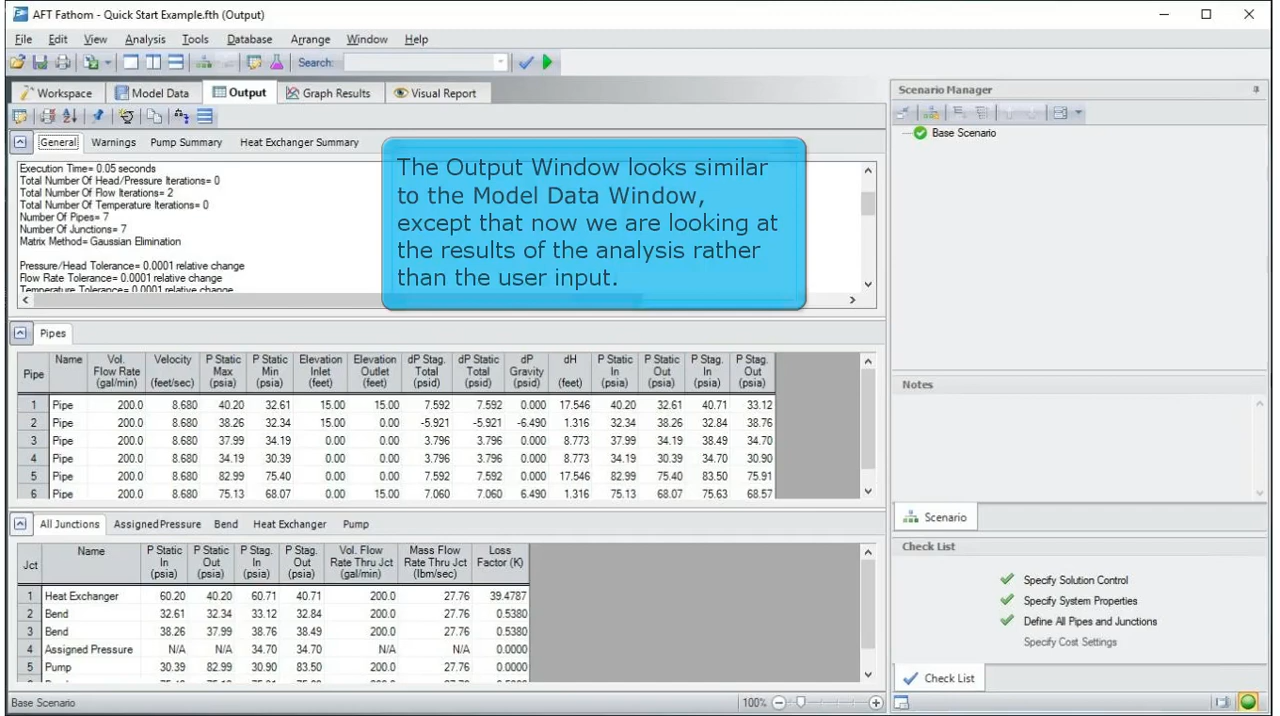 AFT Fathom - Quick Start Example.fth (Output)
File Edit View Analysis Tools Database Arrange Window Help
Search:
Workspace Model Data Output Graph Results Visual Report
General Warnings Pump Summary Heat Exchanger Summary
Execution Time= 0.05 seconds
Total Number Of Head/Pressure Iterations= 0
Total Number Of Flow Iterations= 2
Total Number Of Temperature Iterations= 0
Number Of Pipes= 7
Number Of Junctions= 7
Matrix Method= Gaussian Elimination
Pressure/Head Tolerance= 0.0001 relative change
Flow Rate Tolerance= 0.0001 relative change
Temperature Tolerance= 0.0001 relative change
The Output Window looks similar
to the Model Data Window,
except that now we are looking at
the results of the analysis rather
than the user input.
Pipes
Pipe Name Vol. Flow Rate (gal/min) Velocity (feet/sec) P Static Max (psia) P Static Min (psia) Elevation Inlet (feet) Elevation Outlet (feet) dP Stag. Total (psid) dP Static Total (psid) dP Gravity (psid) dH (feet) P Static In (psia) P Static Out (psia) P Stag. In (psia) P Stag. Out (psia)
1 Pipe 200.0 8.680 40.20 32.61 15.00 15.00 7.592 7.592 0.000 17.546 40.20 32.61 40.71 33.12
2 Pipe 200.0 8.680 38.26 32.34 15.00 0.00 -5.921 -5.921 -6.490 1.316 32.34 38.26 32.84 38.76
3 Pipe 200.0 8.680 37.99 34.19 0.00 0.00 3.796 3.796 0.000 8.773 37.99 34.19 38.49 34.70
4 Pipe 200.0 8.680 34.19 30.39 0.00 0.00 3.796 3.796 0.000 8.773 34.19 30.39 34.70 30.90
5 Pipe 200.0 8.680 82.99 75.40 0.00 0.00 7.592 7.592 0.000 17.546 82.99 75.40 83.50 75.91
6 Pipe 200.0 8.680 75.13 68.07 0.00 15.00 7.060 7.060 6.490 1.316 75.13 68.07 75.63 68.57
All Junctions Assigned Pressure Bend Heat Exchanger Pump
Jct Name P Static In (psia) P Static Out (psia) P Stag. In (psia) P Stag. Out (psia) Vol. Flow Rate Thru Jct (gal/min) Mass Flow Rate Thru Jct (lbm/sec) Loss Factor (K)
1 Heat Exchanger 60.20 40.20 60.71 40.71 200.0 27.76 39.4787
2 Bend 32.61 32.34 33.12 32.84 200.0 27.76 0.5380
3 Bend 38.26 37.99 38.76 38.49 200.0 27.76 0.5380
4 Assigned Pressure N/A N/A 34.70 34.70 N/A N/A 0.0000
5 Pump 30.39 82.99 30.90 83.50 200.0 27.76 0.0000
Base Scenario 100%
Scenario Manager
Base Scenario
Notes
Scenario
Check List
Specify Solution Control
Specify System Properties
Define All Pipes and Junctions
Specify Cost Settings
Check List